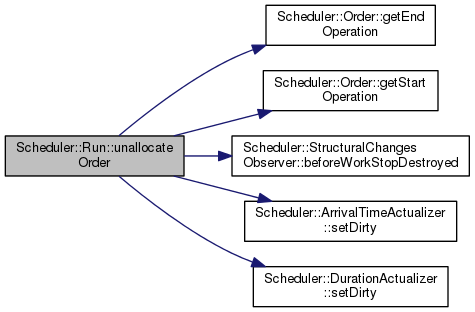 Scheduler::Order::getEnd
Operation
Scheduler::Order::getStart
Operation
Scheduler::Run::unallocate
Order
Scheduler::StructuralChanges
Observer::beforeWorkStopDestroyed
Scheduler::ArrivalTimeActualizer
::setDirty
Scheduler::DurationActualizer
::setDirty